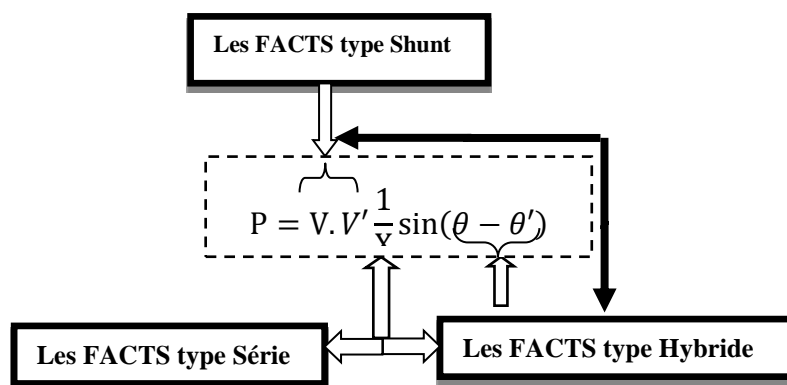 Les FACTS type Shunt
P = V.V' 1/X sin(θ − θ')
Les FACTS type Série
Les FACTS type Hybride